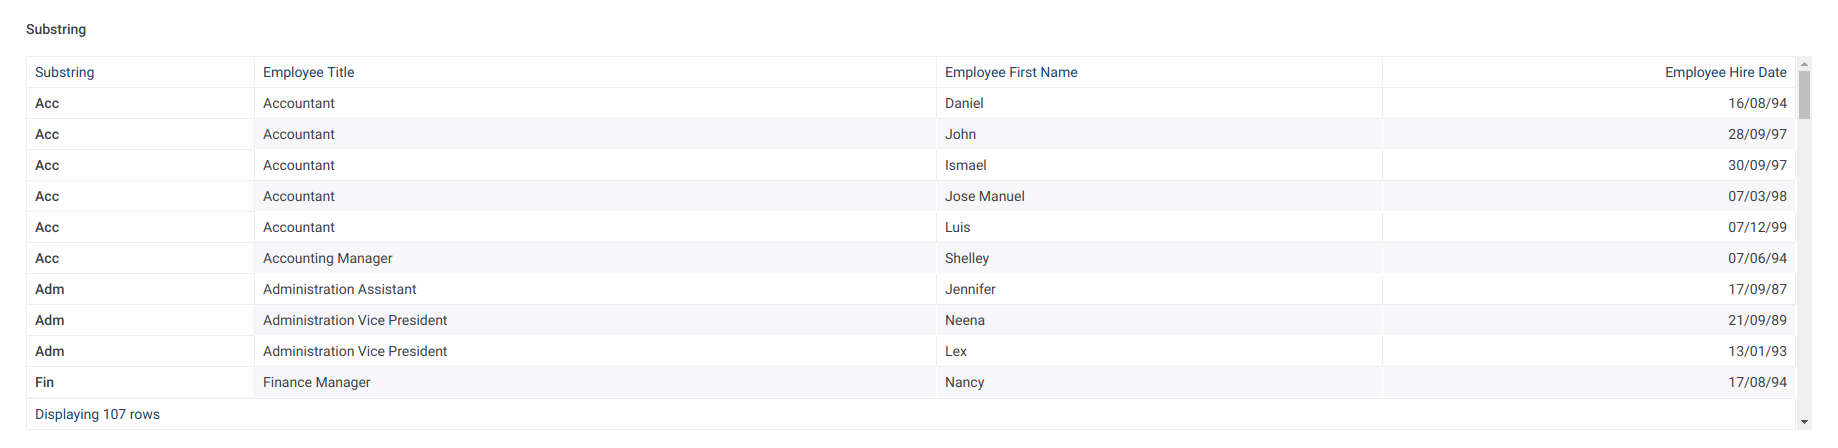 Substring
Substring Employee Title Employee First Name Employee Hire Date
Acc Accountant Daniel 16/08/94
Acc Accountant John 28/09/97
Acc Accountant Ismael 30/09/97
Acc Accountant Jose Manuel 07/03/98
Acc Accountant Luis 07/12/99
Acc Accounting Manager Shelley 07/06/94
Adm Administration Assistant Jennifer 17/09/87
Adm Administration Vice President Neena 21/09/89
Adm Administration Vice President Lex 13/01/93
Fin Finance Manager Nancy 17/08/94
Displaying 107 rows